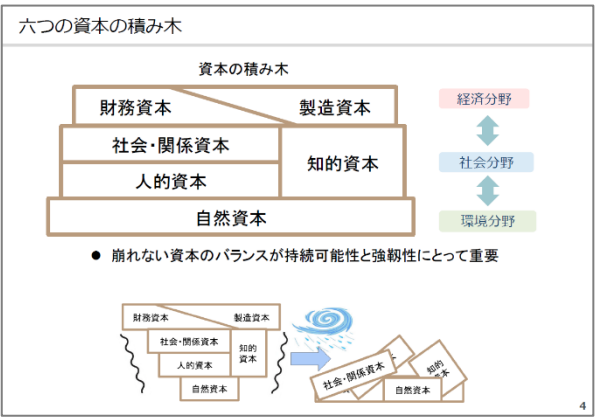 六つの資本の積み木
資本の積み木
財務資本
製造資本
経済分野
社会・関係資本
知的資本
社会分野
人的資本
自然資本
環境分野
● 崩れない資本のバランスが持続可能性と強靭性にとって重要
財務資本
製造資本
社会・関係資本
知的
資本
人的資本
自然資本
社会・関係資本
知的
自然資本
4